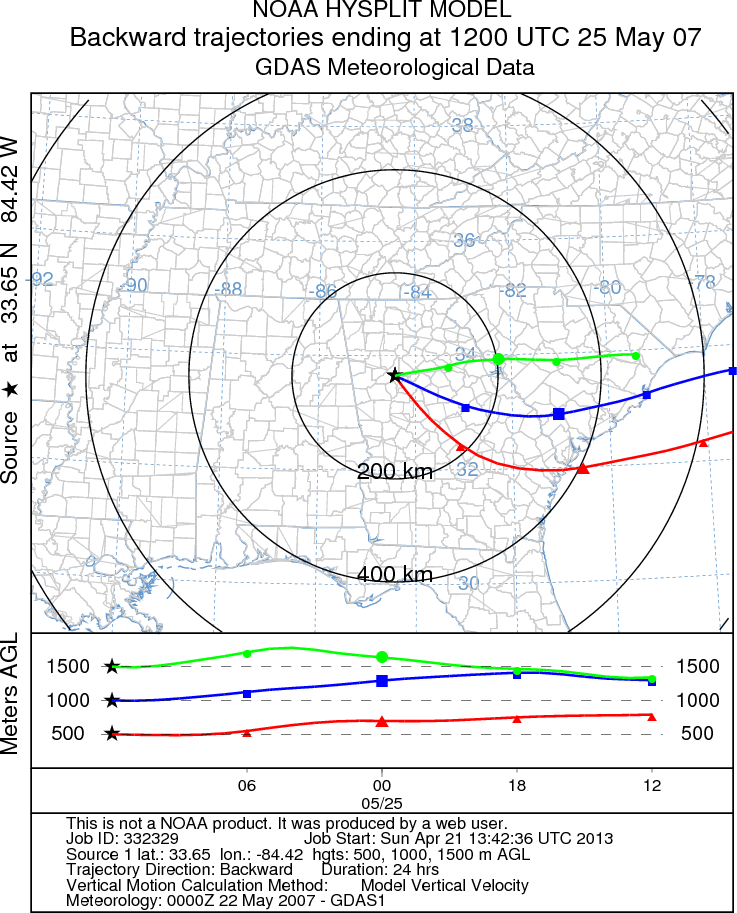 NOAA HYSPLIT MODEL
Backward trajectories ending at 1200 UTC 25 May 07
GDAS Meteorological Data
Source ★ at 33.65 N 84.42 W
38
36
-92
-90
-88
-86
-84
-82
-80
-78
34
200 km
32
400 km
30
Meters AGL
1500
1500
1000
1000
500
500
06
00
18
12
05/25
This is not a NOAA product. It was produced by a web user.
Job ID: 332329 Job Start: Sun Apr 21 13:42:36 UTC 2013
Source 1 lat.: 33.65 lon.: -84.42 hgts: 500, 1000, 1500 m AGL
Trajectory Direction: Backward Duration: 24 hrs
Vertical Motion Calculation Method: Model Vertical Velocity
Meteorology: 0000Z 22 May 2007 - GDAS1